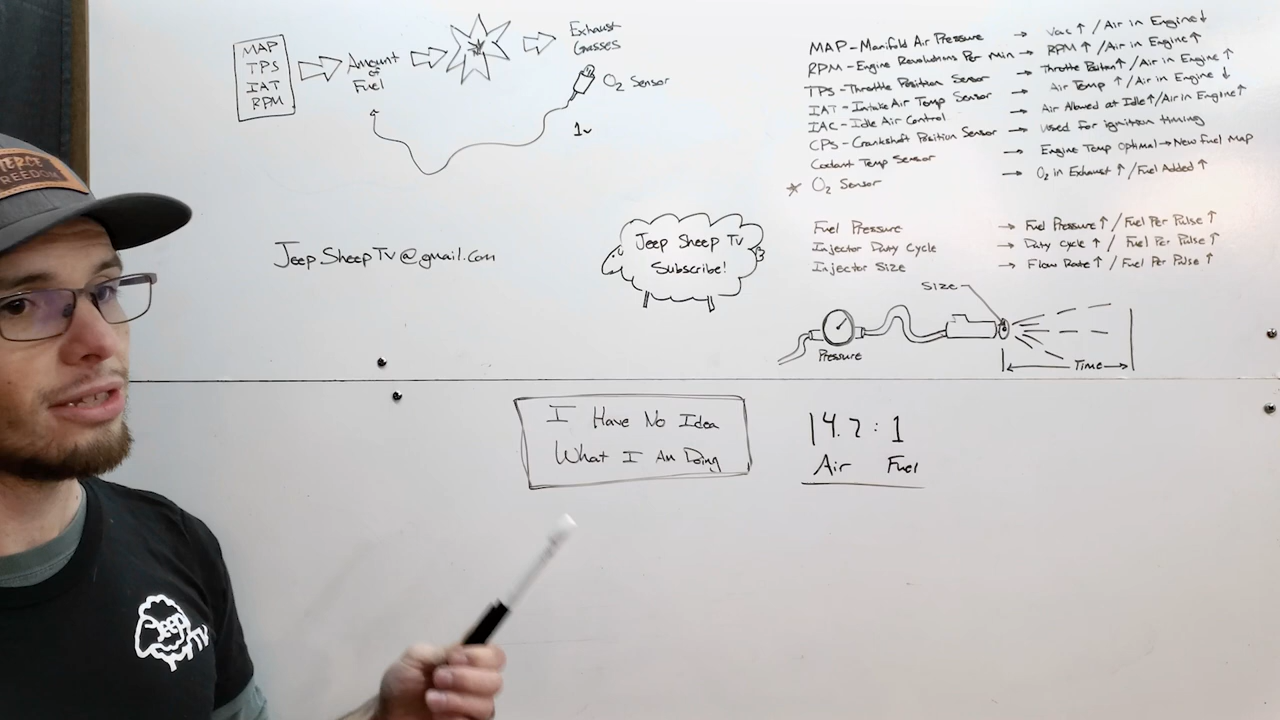 MAP
TPS
IAT
RPM
Amount
of
Fuel
Exhaust
Gasses
O2 Sensor
1v
MAP - Manifold Air Pressure → Vac ↑ / Air in Engine ↓
RPM - Engine Revolutions Per Min → RPM ↑ / Air in Engine ↑
TPS - Throttle Position Sensor → Throttle Position ↑ / Air in Engine ↑
IAT - Intake Air Temp Sensor → Air Temp ↑ / Air in Engine ↓
IAC - Idle Air Control → Air Allowed at Idle ↑ / Air in Engine ↑
CPS - Crankshaft Position Sensor → Used for ignition timing
Coolant Temp Sensor → Engine Temp Optimal → New Fuel Map
* O2 Sensor → O2 in Exhaust ↑ / Fuel Added ↑
Fuel Pressure → Fuel Pressure ↑ / Fuel Per Pulse ↑
Injector Duty Cycle → Duty Cycle ↑ / Fuel Per Pulse ↑
Injector Size → Flow Rate ↑ / Fuel Per Pulse ↑
Size
Pressure
Time
JeepSheepTv@gmail.com
Jeep Sheep Tv
Subscribe!
I Have No Idea
What I Am Doing
14.7 : 1
Air Fuel
FREEDOM
Jeep
TV